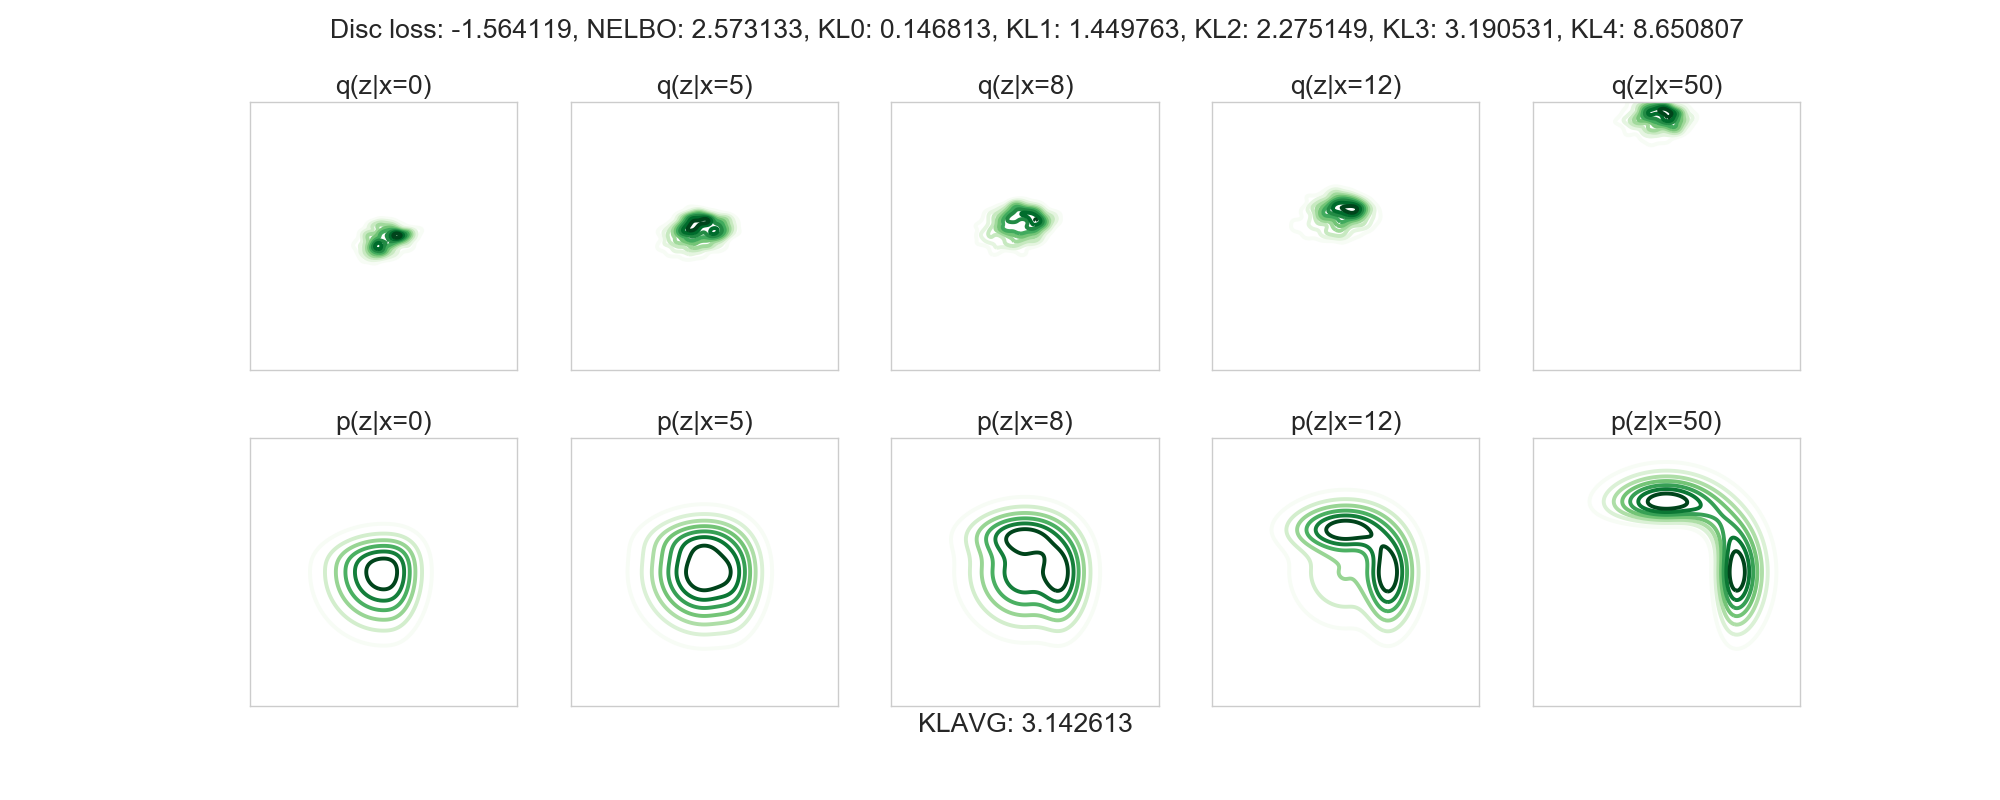 Disc loss: -1.564119, NELBO: 2.573133, KL0: 0.146813, KL1: 1.449763, KL2: 2.275149, KL3: 3.190531, KL4: 8.650807
q(z|x=0) q(z|x=5) q(z|x=8) q(z|x=12) q(z|x=50)
p(z|x=0) p(z|x=5) p(z|x=8) p(z|x=12) p(z|x=50)
KLAVG: 3.142613